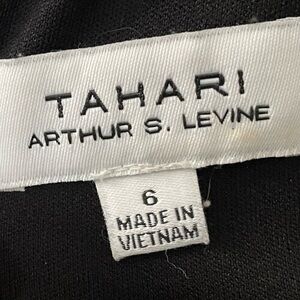 TAHARI
ARTHUR S. LEVINE
6
MADE IN
VIETNAM